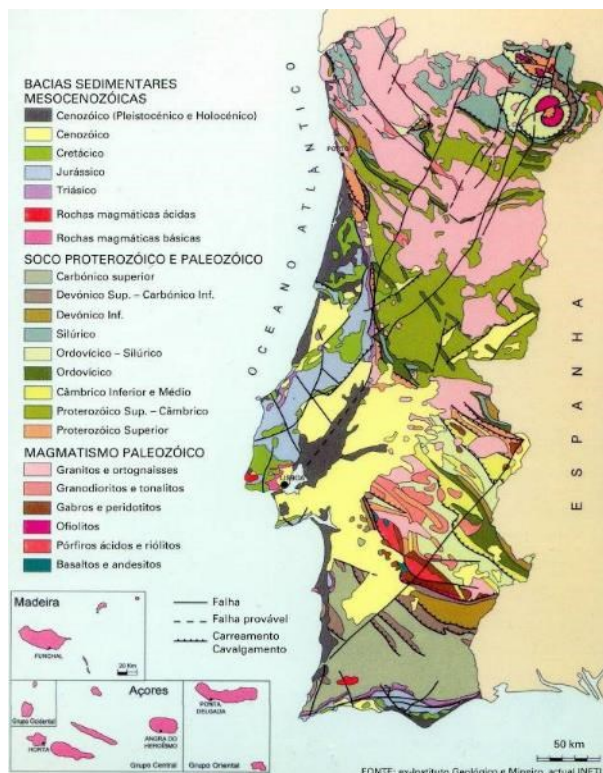 BACIAS SEDIMENTARES
MESOCENOZÓICAS
Cenozóico (Pleistocénico e Holocénico)
Cenozóico
Cretácico
Jurássico
Triásico
Rochas magmáticas ácidas
Rochas magmáticas básicas
SOCO PROTEROZÓICO E PALEOZÓICO
Carbónico superior
Devónico Sup. – Carbónico Inf.
Devónico Inf.
Silúrico
Ordovícico – Silúrico
Ordovícico
Câmbrico Inferior e Médio
Proterozóico Sup. – Câmbrico
Proterozóico Superior
MAGMATISMO PALEOZÓICO
Granitos e ortognaisses
Granodioritos e tonalitos
Gabros e peridotitos
Ofiolitos
Pórfiros ácidos e riólitos
Basaltos e andesitos
Falha
Falha provável
Carreamento
Cavalgamento
OCEANO ATLÂNTICO
PORTO
LISBOA
ESPANHA
Madeira
FUNCHAL
20 Km
Açores
Grupo Ocidental
HORTA
ANGRA DO
HEROÍSMO
Grupo Central
PONTA
DELGADA
Grupo Oriental
50 km
FONTE: ex-Instituto Geológico e Mineiro, actual INETI